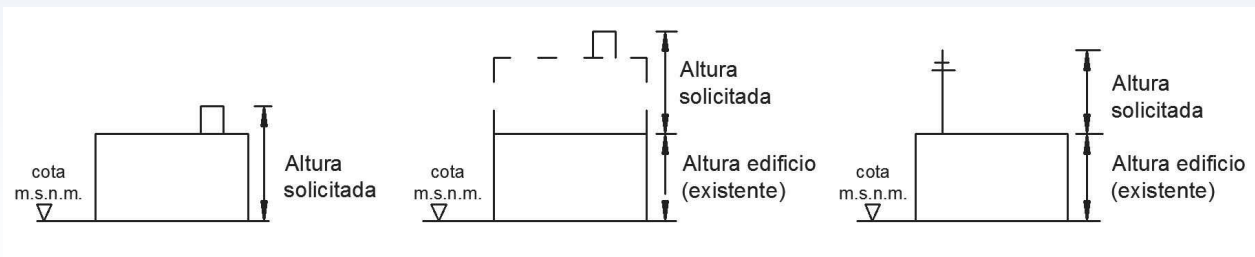 cota
m.s.n.m.
Altura
solicitada
cota
m.s.n.m.
Altura
solicitada
Altura edificio
(existente)
cota
m.s.n.m.
Altura
solicitada
Altura edificio
(existente)